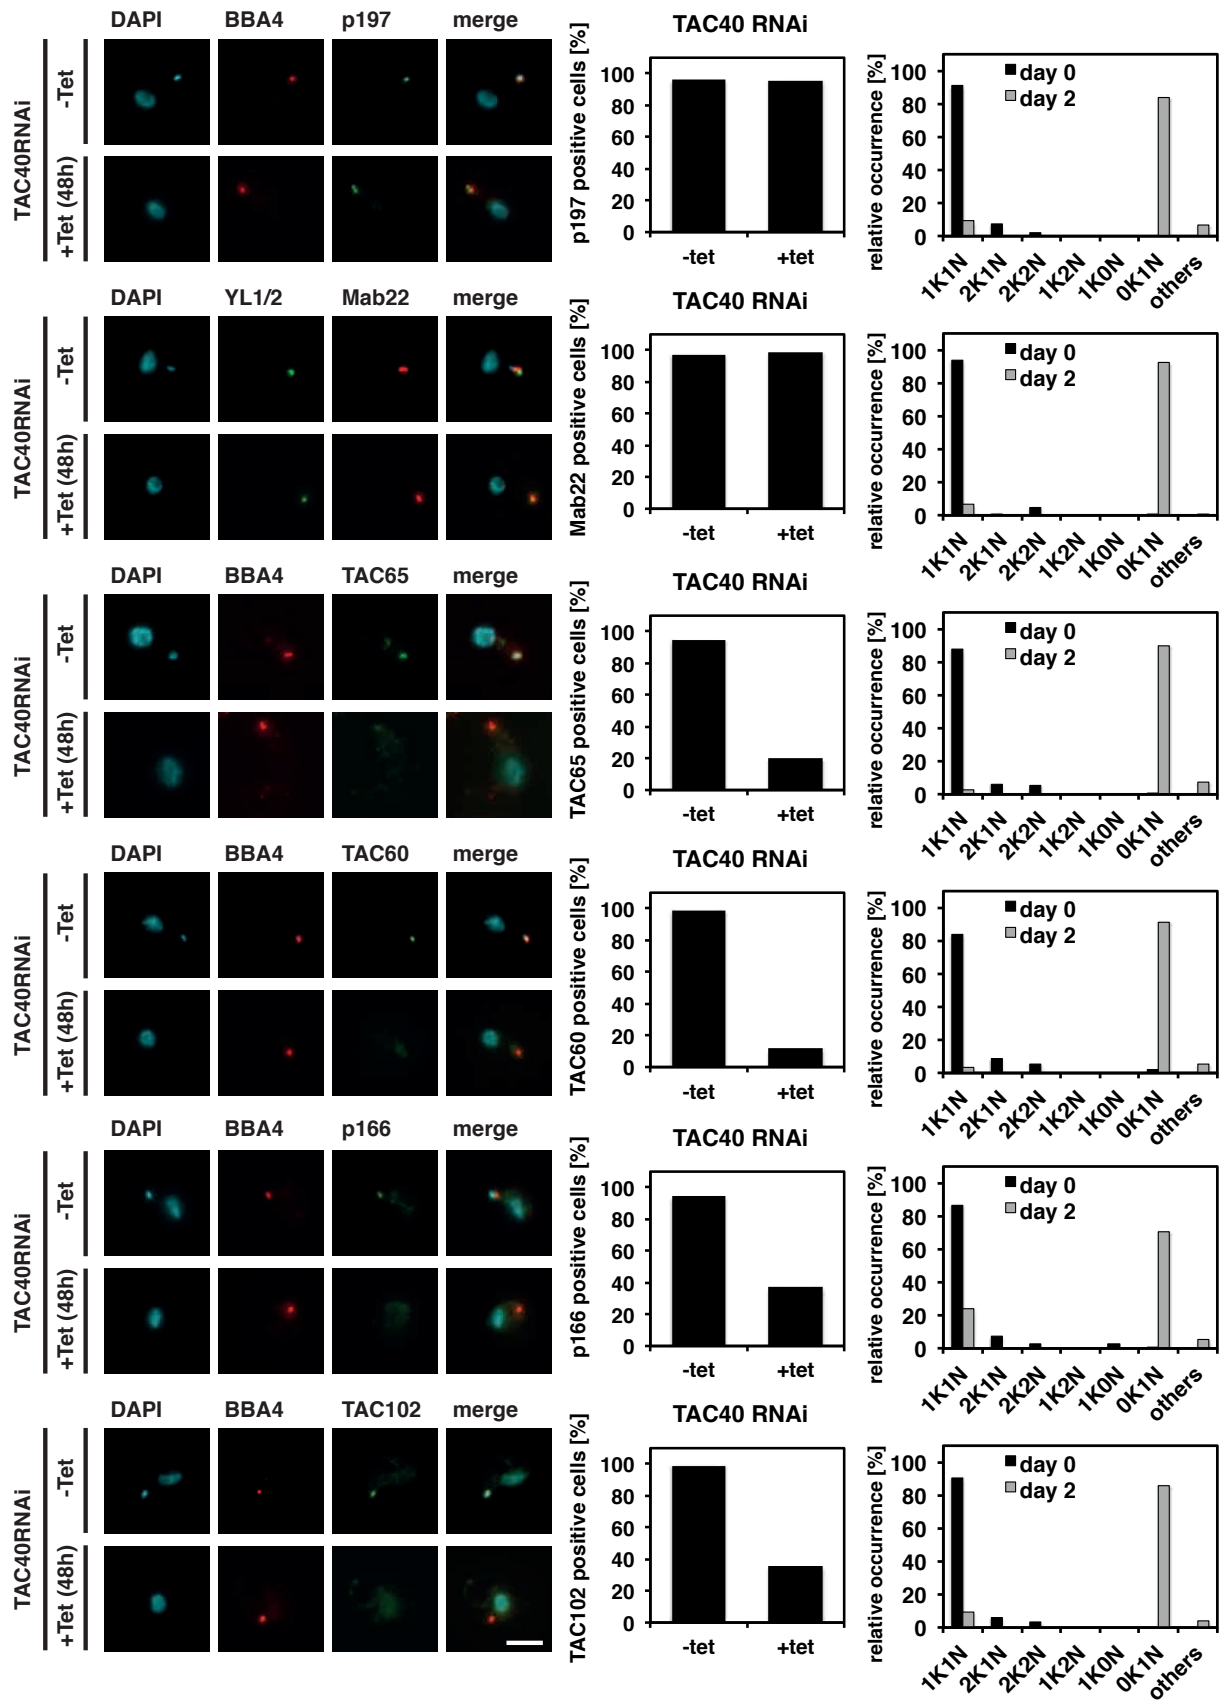 DAPI BBA4 p197 merge
TAC40RNAi
-Tet
+Tet (48h)
TAC40 RNAi
p197 positive cells [%]
100
80
60
40
20
0
-tet +tet
relative occurrence [%]
100
80
60
40
20
0
day 0
day 2
1K1N 2K1N 2K2N 1K2N 1K0N 0K1N others
DAPI YL1/2 Mab22 merge
TAC40RNAi
-Tet
+Tet (48h)
TAC40 RNAi
Mab22 positive cells [%]
100
80
60
40
20
0
-tet +tet
relative occurrence [%]
100
80
60
40
20
0
day 0
day 2
1K1N 2K1N 2K2N 1K2N 1K0N 0K1N others
DAPI BBA4 TAC65 merge
TAC40RNAi
-Tet
+Tet (48h)
TAC40 RNAi
TAC65 positive cells [%]
100
80
60
40
20
0
-tet +tet
relative occurrence [%]
100
80
60
40
20
0
day 0
day 2
1K1N 2K1N 2K2N 1K2N 1K0N 0K1N others
DAPI BBA4 TAC60 merge
TAC40RNAi
-Tet
+Tet (48h)
TAC40 RNAi
TAC60 positive cells [%]
100
80
60
40
20
0
-tet +tet
relative occurrence [%]
100
80
60
40
20
0
day 0
day 2
1K1N 2K1N 2K2N 1K2N 1K0N 0K1N others
DAPI BBA4 p166 merge
TAC40RNAi
-Tet
+Tet (48h)
TAC40 RNAi
p166 positive cells [%]
100
80
60
40
20
0
-tet +tet
relative occurrence [%]
100
80
60
40
20
0
day 0
day 2
1K1N 2K1N 2K2N 1K2N 1K0N 0K1N others
DAPI BBA4 TAC102 merge
TAC40RNAi
-Tet
+Tet (48h)
TAC40 RNAi
TAC102 positive cells [%]
100
80
60
40
20
0
-tet +tet
relative occurrence [%]
100
80
60
40
20
0
day 0
day 2
1K1N 2K1N 2K2N 1K2N 1K0N 0K1N others